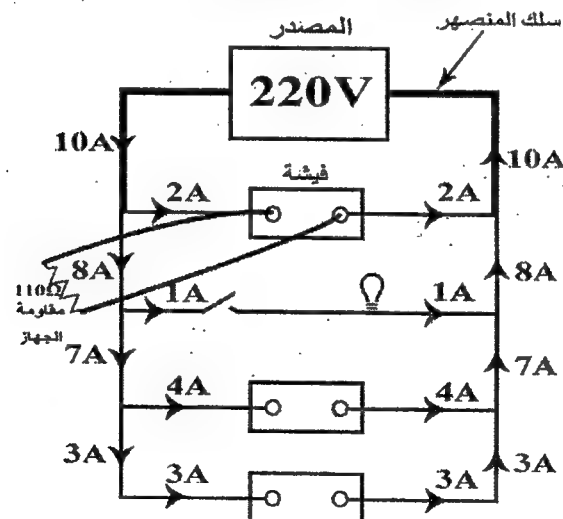 المصندر
سلك المنصهر
220V
10A
10A
فيشة
2A
2A
8A
8A
110Ω
مقاومة
الجهاز
1A
1A
7A
7A
4A
4A
3A
3A
3A
3A